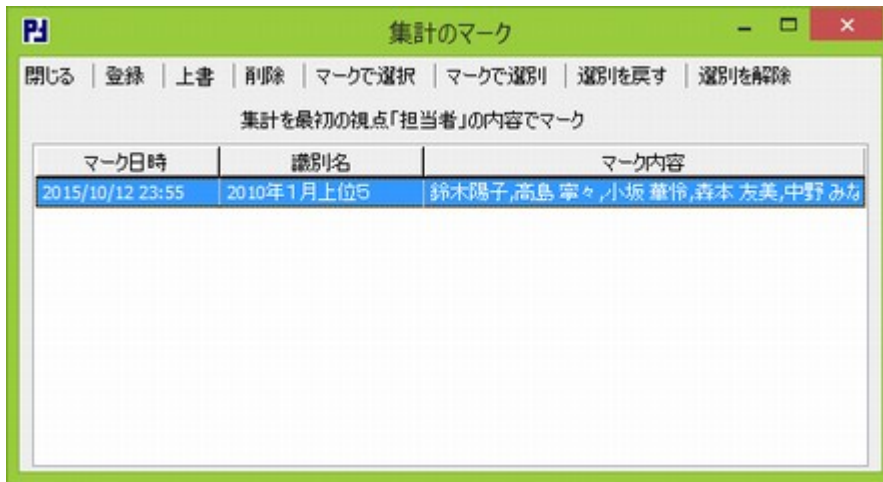 集計のマーク
閉じる | 登録 | 上書 | 削除 | マークで選択 | マークで選別 | 選別を戻す | 選別を解除
集計を最初の視点「担当者」の内容でマーク
マーク日時 識別名 マーク内容
2015/10/12 23:55 2010年1月上位5 鈴木陽子,高島 寧々,小坂 華伶,森本 友美,中野 みな